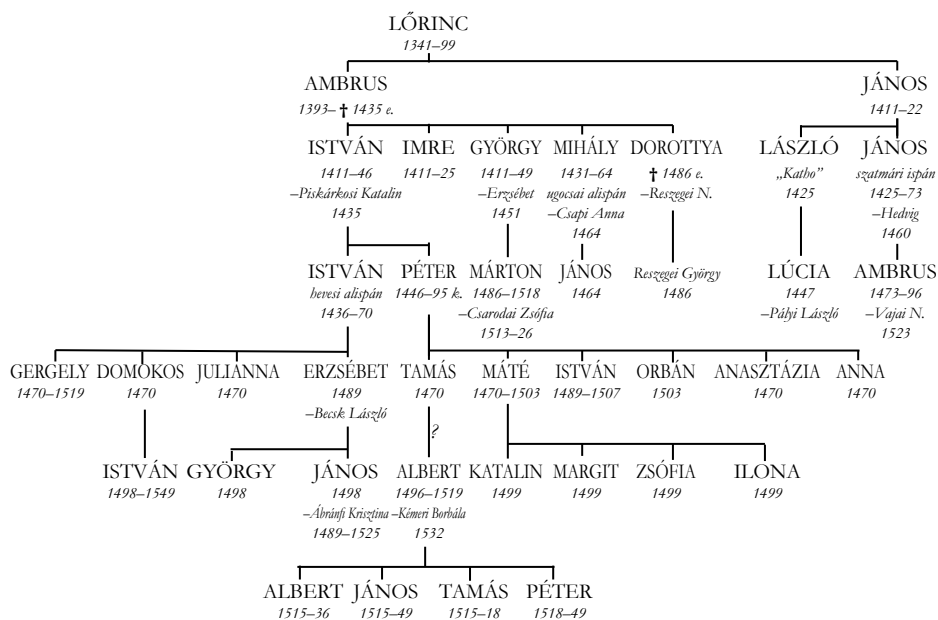 LŐRINC
1341–99
AMBRUS JÁNOS
1393– † 1435 e. 1411–22
ISTVÁN IMRE GYÖRGY MIHÁLY DOROTTYA LÁSZLÓ JÁNOS
1411–46 1411–25 1411–49 1431–64 † 1486 e. „Katho” szatmári ispán
–Piskárkosi Katalin –Erzsébet ugocsai alispán –Reszegei N. 1425 1425–73
1435 1451 –Csapi Anna –Hedvig
1464 1460
ISTVÁN PÉTER MÁRTON JÁNOS Reszegei György LÚCIA AMBRUS
hevesi alispán 1446–95 k. 1486–1518 1464 1486 1447 1473–96
1436–70 –Csarodai Zsófia –Pályi László –Vajai N.
1513–26 1523
GERGELY DOMOKOS JULIANNA ERZSÉBET TAMÁS MÁTÉ ISTVÁN ORBÁN ANASZTÁZIA ANNA
1470–1519 1470 1470 1489 1470 1470–1503 1489–1507 1503 1470 1470
–Becsk László
?
ISTVÁN GYÖRGY JÁNOS ALBERT KATALIN MARGIT ZSÓFIA ILONA
1498–1549 1498 1498 1496–1519 1499 1499 1499 1499
–Ábránfi Krisztina –Kémeri Borbála
1489–1525 1532
ALBERT JÁNOS TAMÁS PÉTER
1515–36 1515–49 1515–18 1518–49